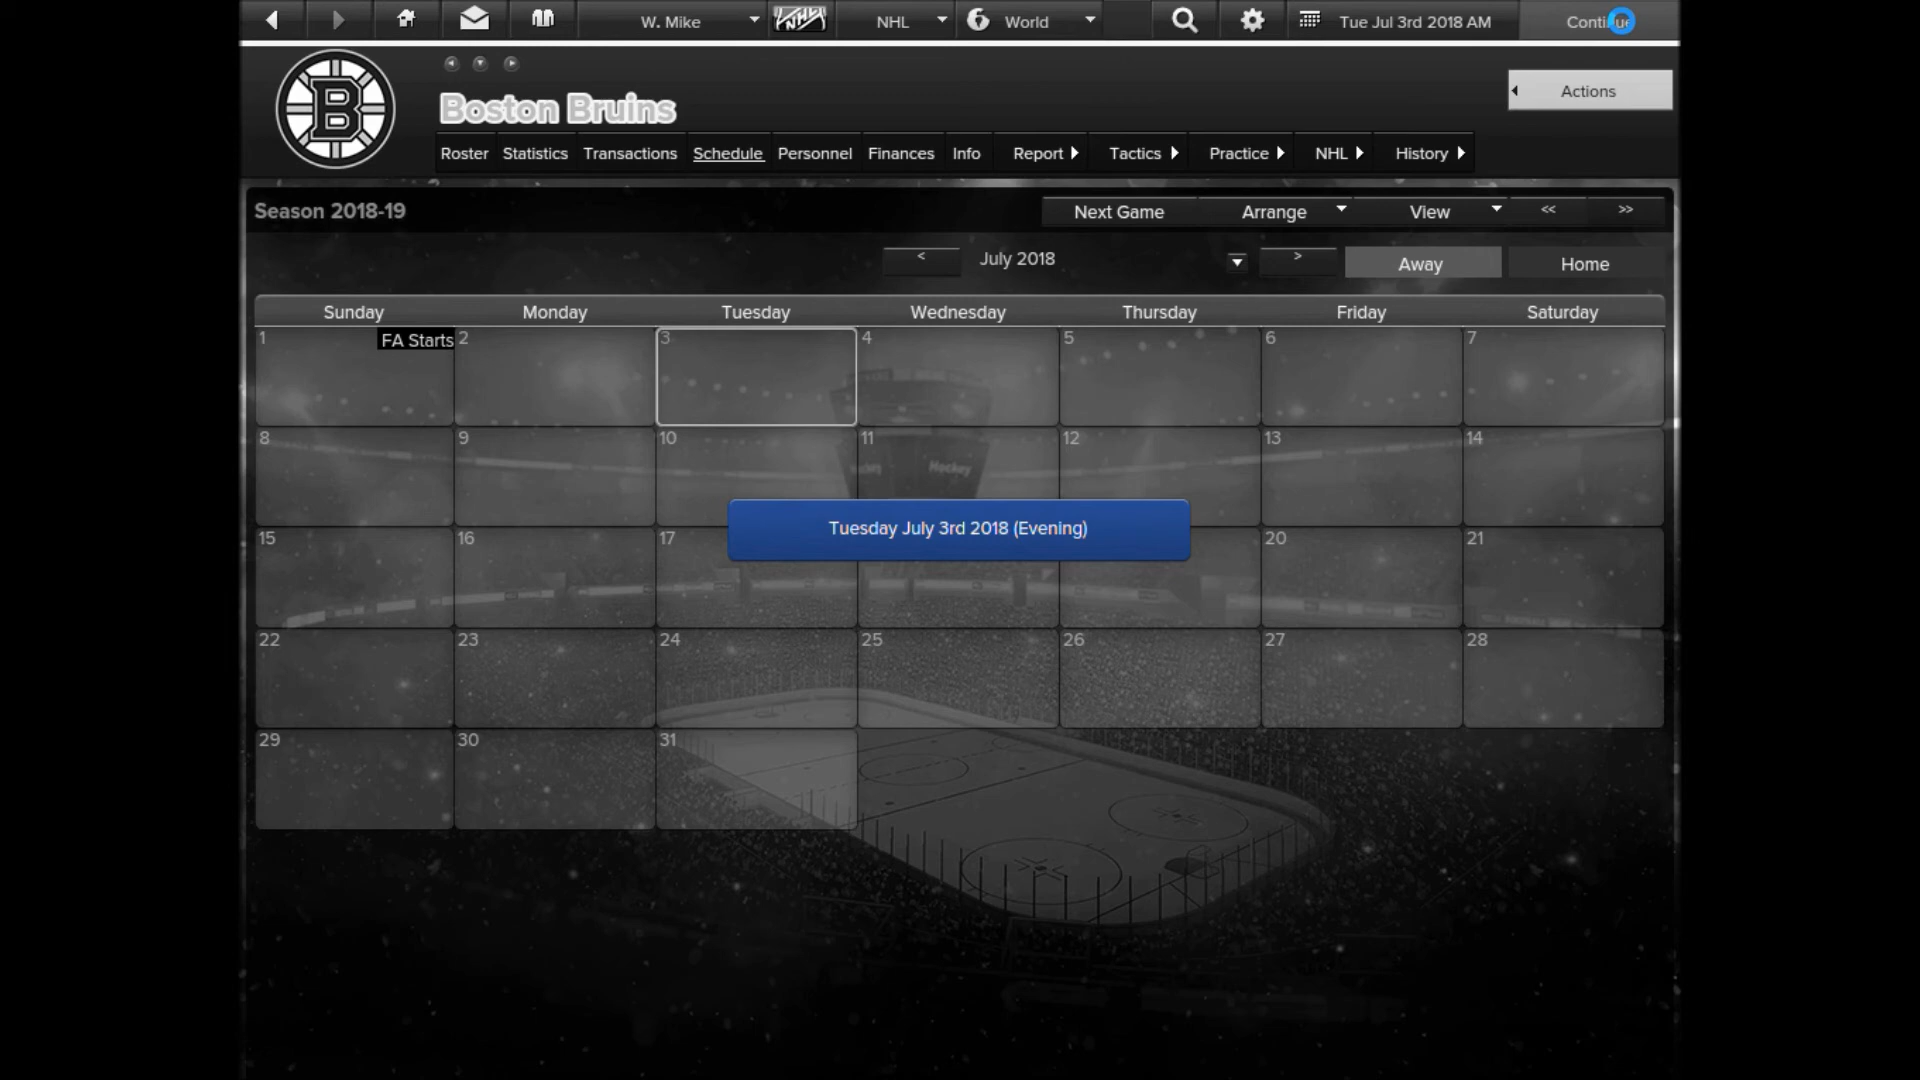 W. Mike NHL World Tue Jul 3rd 2018 AM Continue
Boston Bruins
Actions
Roster Statistics Transactions Schedule Personnel Finances Info Report Tactics Practice NHL History
Season 2018-19
Next Game Arrange View << >>
< July 2018 > Away Home
Sunday Monday Tuesday Wednesday Thursday Friday Saturday
1 FA Starts 2 3 4 5 6 7
8 9 10 11 12 13 14
Hockey
Tuesday July 3rd 2018 (Evening)
15 16 17 20 21
22 23 24 25 26 27 28
29 30 31